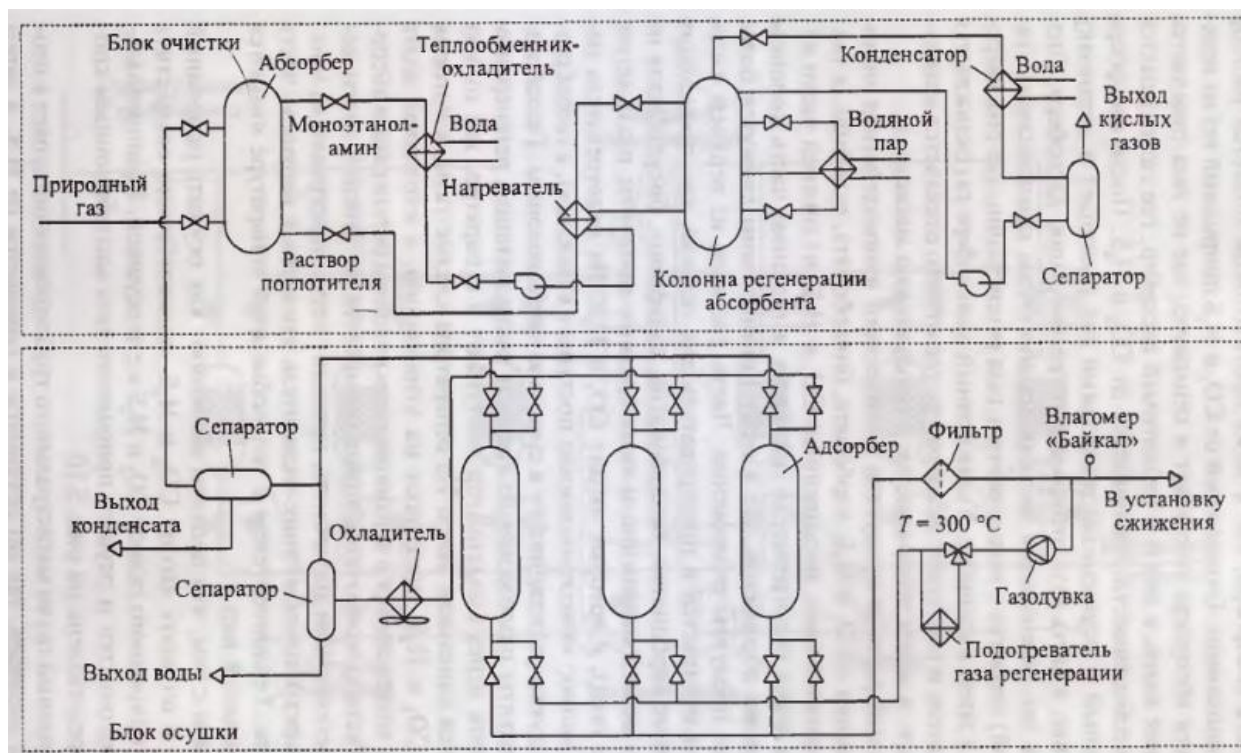 Блок очистки
Абсорбер
Теплообменник-
охладитель
Моноэтанол-
амин
Вода
Нагреватель
Природный
газ
Раствор
поглотителя
Конденсатор
Вода
Выход
кислых
газов
Водяной
пар
Колонна регенерации
абсорбента
Сепаратор
Сепаратор
Выход
конденсата
Охладитель
Сепаратор
Выход воды
Блок осушки
Адсорбер
Фильтр
Влагомер
«Байкал»
В установку
сжижения
T = 300 °C
Газодувка
Подогреватель
газа регенерации